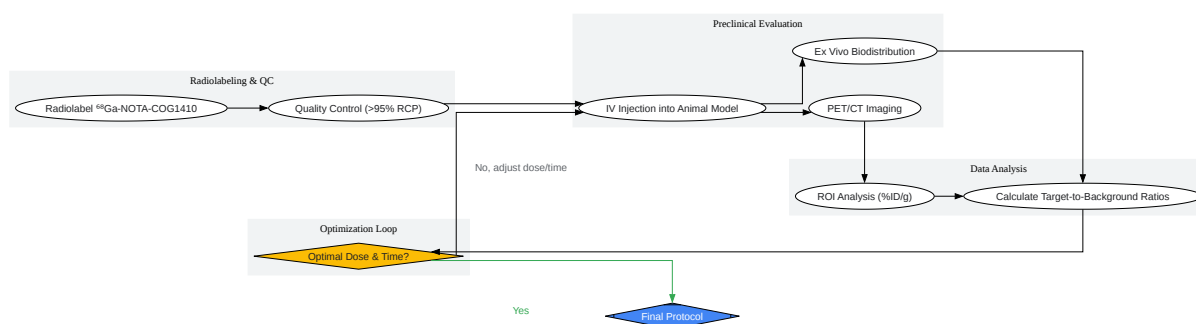 Preclinical Evaluation
Ex Vivo Biodistribution
Radiolabeling & QC
Radiolabel ⁶⁸Ga-NOTA-COG1410
Quality Control (>95% RCP)
IV Injection into Animal Model
PET/CT Imaging
No, adjust dose/time
Data Analysis
ROI Analysis (%ID/g)
Calculate Target-to-Background Ratios
Optimization Loop
Optimal Dose & Time?
Yes
Final Protocol